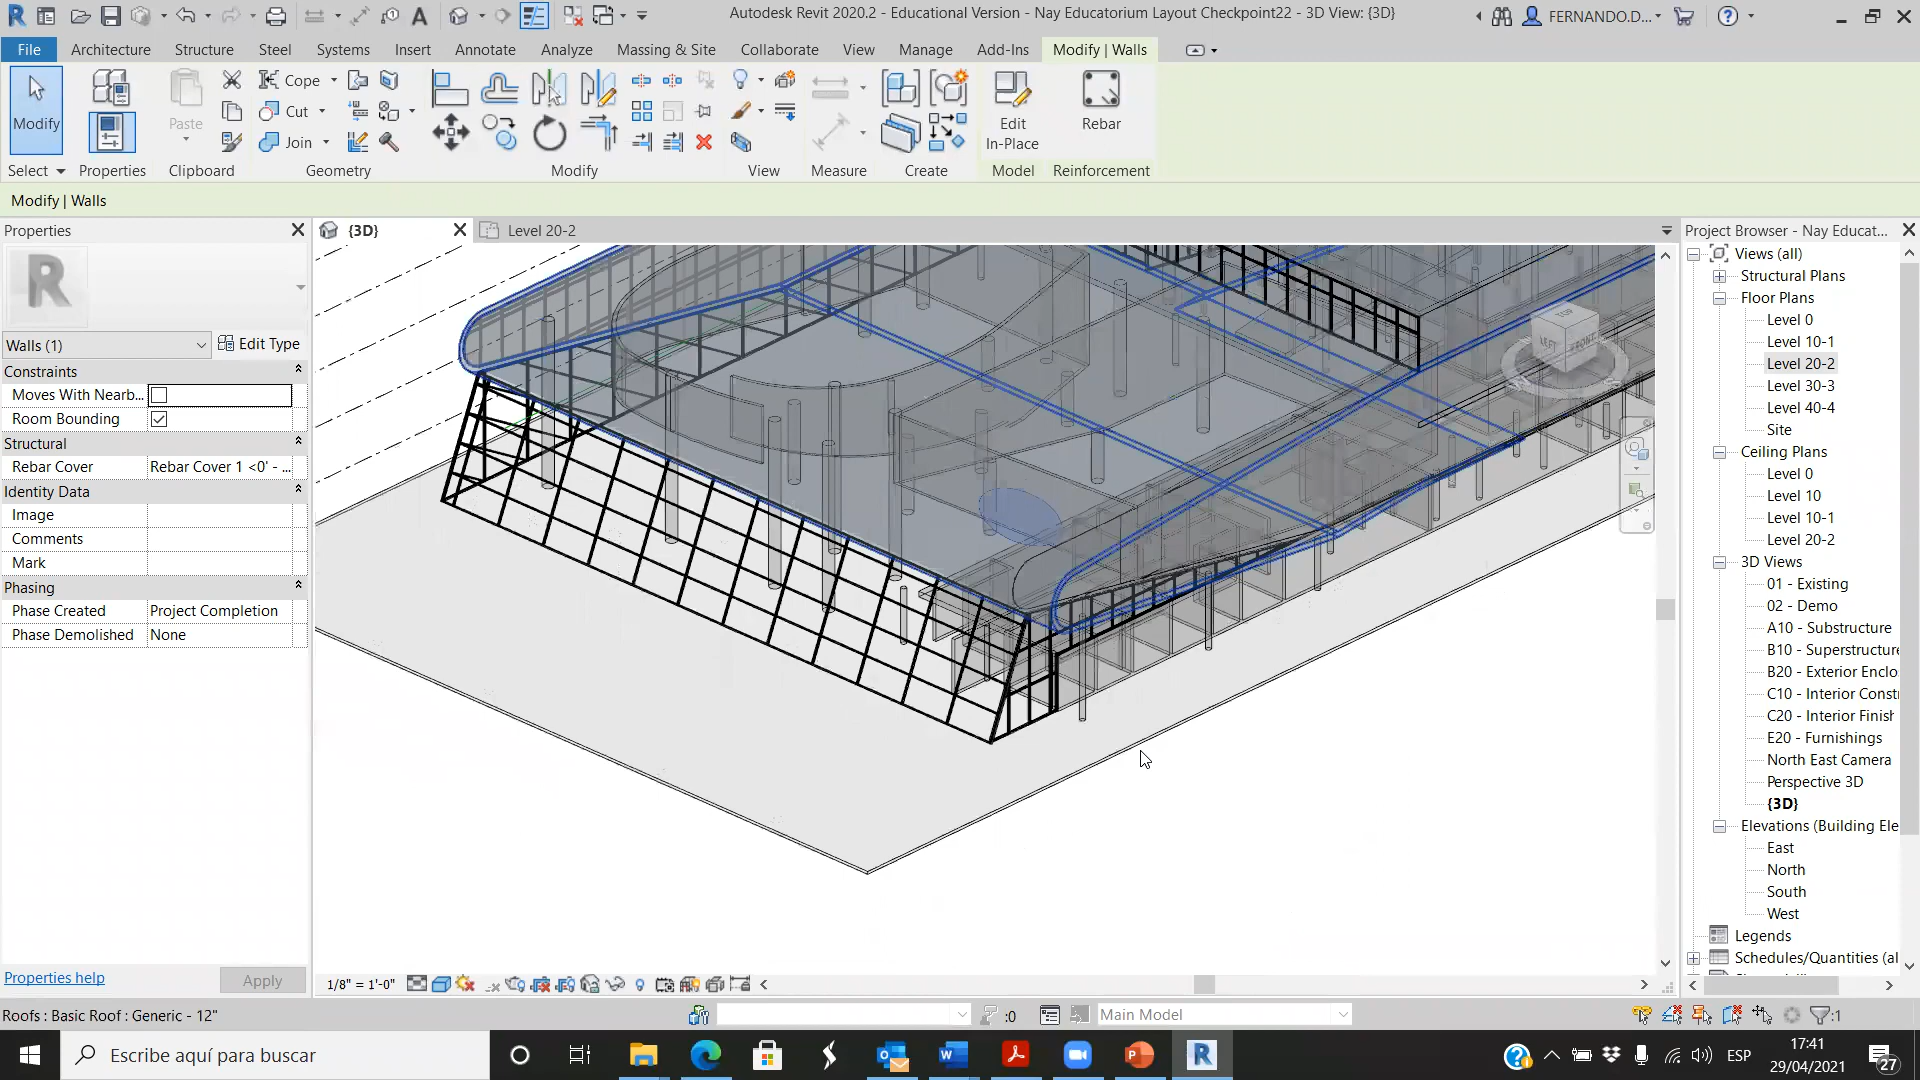 Autodesk Revit 2020.2 - Educational Version - Nay Educatorium Layout Checkpoint22 - 3D View: {3D}
FERNANDO.D...
File
Architecture
Structure
Steel
Systems
Insert
Annotate
Analyze
Massing & Site
Collaborate
View
Manage
Add-Ins
Modify | Walls
Modify
Paste
Cope
Cut
Join
Edit
In-Place
Rebar
Select
Properties
Clipboard
Geometry
Modify
View
Measure
Create
Model
Reinforcement
Modify | Walls
Properties
{3D}
Level 20-2
Project Browser - Nay Educat...
Walls (1)
Edit Type
Constraints
Moves With Nearb...
Room Bounding
Structural
Rebar Cover
Rebar Cover 1 <0' - ...
Identity Data
Image
Comments
Mark
Phasing
Phase Created
Project Completion
Phase Demolished
None
Properties help
Apply
LEFT
FRONT
Views (all)
Structural Plans
Floor Plans
Level 0
Level 10-1
Level 20-2
Level 30-3
Level 40-4
Site
Ceiling Plans
Level 0
Level 10
Level 10-1
Level 20-2
3D Views
01 - Existing
02 - Demo
A10 - Substructure
B10 - Superstructure
B20 - Exterior Enclo
C10 - Interior Const
C20 - Interior Finish
E20 - Furnishings
North East Camera
Perspective 3D
{3D}
Elevations (Building Ele
East
North
South
West
Legends
Schedules/Quantities (al
1/8" = 1'-0"
Roofs : Basic Roof : Generic - 12"
:0
Main Model
:1
Escribe aquí para buscar
ESP
17:41
29/04/2021
27